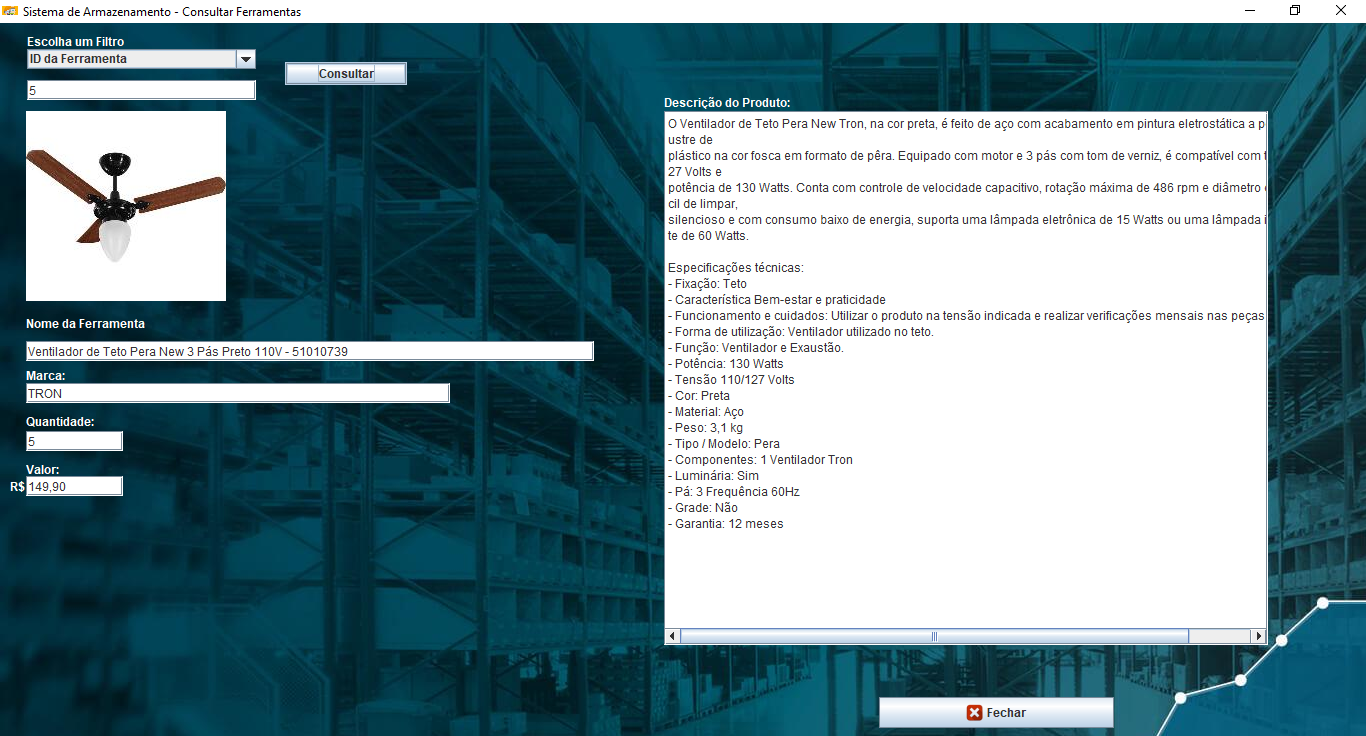 Sistema de Armazenamento - Consultar Ferramentas
Escolha um Filtro
ID da Ferramenta
Consultar
5
Nome da Ferramenta
Ventilador de Teto Pera New 3 Pás Preto 110V - 51010739
Marca:
TRON
Quantidade:
5
Valor:
R$ 149,90
Descrição do Produto:
O Ventilador de Teto Pera New Tron, na cor preta, é feito de aço com acabamento em pintura eletrostática a p
ustre de
plástico na cor fosca em formato de pêra. Equipado com motor e 3 pás com tom de verniz, é compatível com
27 Volts e
potência de 130 Watts. Conta com controle de velocidade capacitivo, rotação máxima de 486 rpm e diâmetro
cil de limpar,
silencioso e com consumo baixo de energia, suporta uma lâmpada eletrônica de 15 Watts ou uma lâmpada
te de 60 Watts.
Especificações técnicas:
- Fixação: Teto
- Característica Bem-estar e praticidade
- Funcionamento e cuidados: Utilizar o produto na tensão indicada e realizar verificações mensais nas peças
- Forma de utilização: Ventilador utilizado no teto.
- Função: Ventilador e Exaustão.
- Potência: 130 Watts
- Tensão 110/127 Volts
- Cor: Preta
- Material: Aço
- Peso: 3,1 kg
- Tipo / Modelo: Pera
- Componentes: 1 Ventilador Tron
- Luminária: Sim
- Pá: 3 Frequência 60Hz
- Grade: Não
- Garantia: 12 meses
Fechar